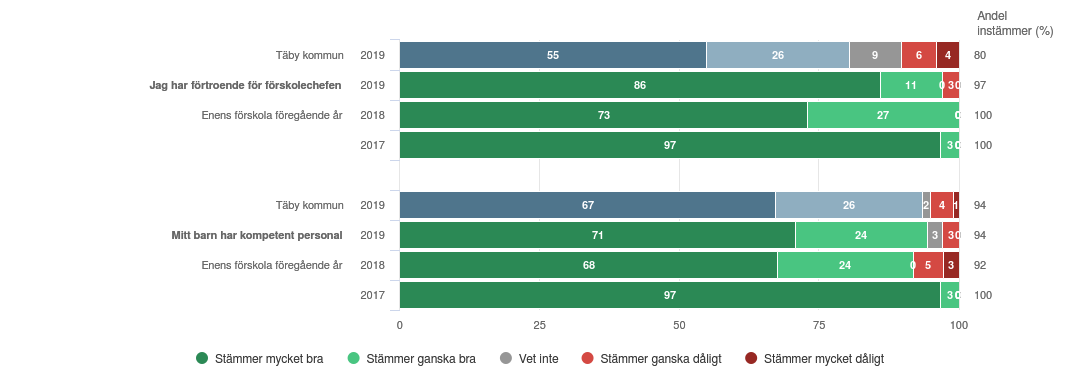 Andel
instämmer (%)
Täby kommun 2019 55 26 9 6 4 80
Jag har förtroende för förskolechefen 2019 86 11 0 3 0 97
Enens förskola föregående år 2018 73 27 0 100
2017 97 3 0 100
Täby kommun 2019 67 26 2 4 1 94
Mitt barn har kompetent personal 2019 71 24 3 3 0 94
Enens förskola föregående år 2018 68 24 0 5 3 92
2017 97 3 0 100
0 25 50 75 100
Stämmer mycket bra Stämmer ganska bra Vet inte Stämmer ganska dåligt Stämmer mycket dåligt